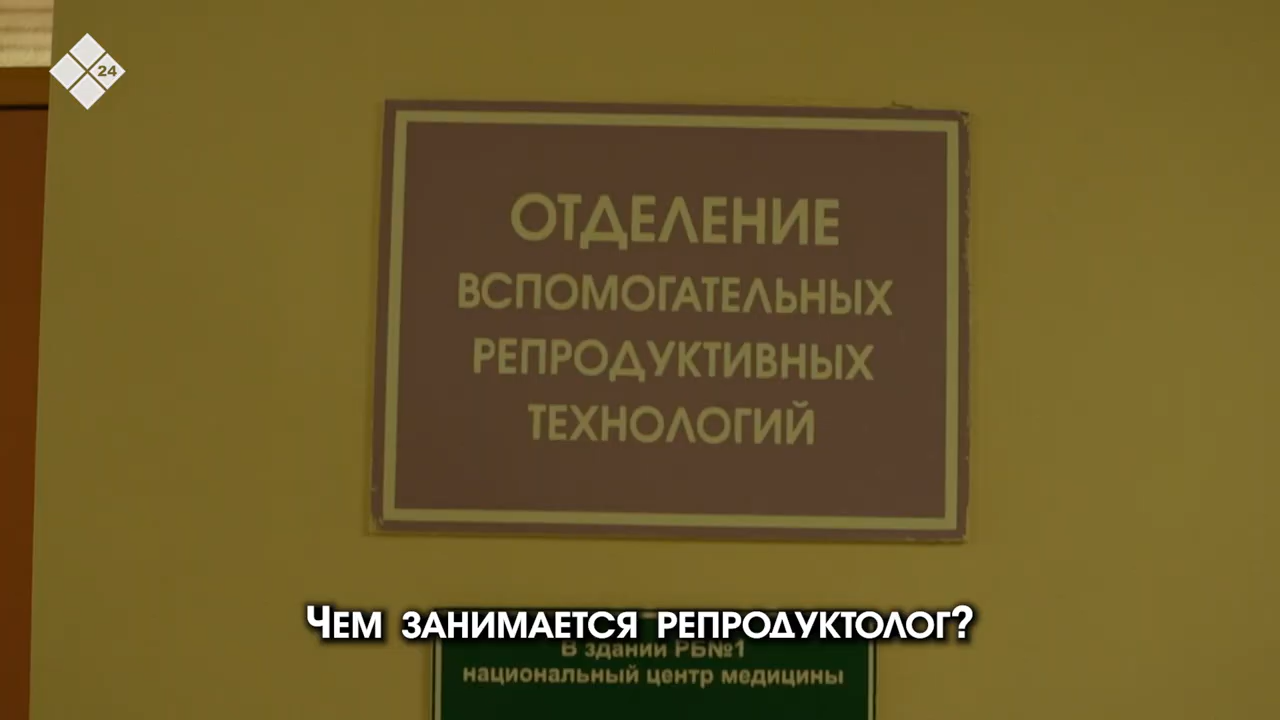 24
ОТДЕЛЕНИЕ
ВСПОМОГАТЕЛЬНЫХ
РЕПРОДУКТИВНЫХ
ТЕХНОЛОГИЙ
Чем занимается репродуктолог?
В здании РБ№1
национальный центр медицины